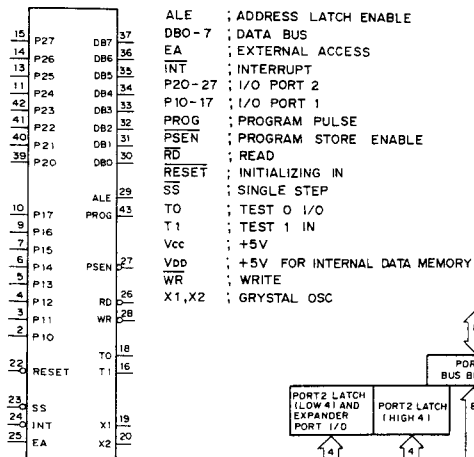 15 P27 DB7 37
14 P26 DB6 36
13 P25 DB5 35
11 P24 DB4 34
42 P23 DB3 33
41 P22 DB2 32
40 P21 DB1 31
39 P20 DB0 30
ALE 29
10 P17 PROG 43
9 P16
7 P15
6 P14 PSEN 27
5 P13
4 P12 RD 26
3 P11 WR 28
2 P10
T0 18
22 RESET T1 16
23 SS
24 INT X1 19
25 EA X2 20
ALE ; ADDRESS LATCH ENABLE
DB0-7 ; DATA BUS
EA ; EXTERNAL ACCESS
INT ; INTERRUPT
P20-27 ; I/O PORT 2
P10-17 ; I/O PORT 1
PROG ; PROGRAM PULSE
PSEN ; PROGRAM STORE ENABLE
RD ; READ
RESET ; INITIALIZING IN
SS ; SINGLE STEP
TO ; TEST 0 I/O
T1 ; TEST 1 IN
Vcc ; +5V
VDD ; +5V FOR INTERNAL DATA MEMORY
WR ; WRITE
X1,X2 ; GRYSTAL OSC
POR
BUS B
PORT2 LATCH
(LOW 4) AND
EXPANDER
PORT I/O
PORT2 LATCH
(HIGH 4)
4
4